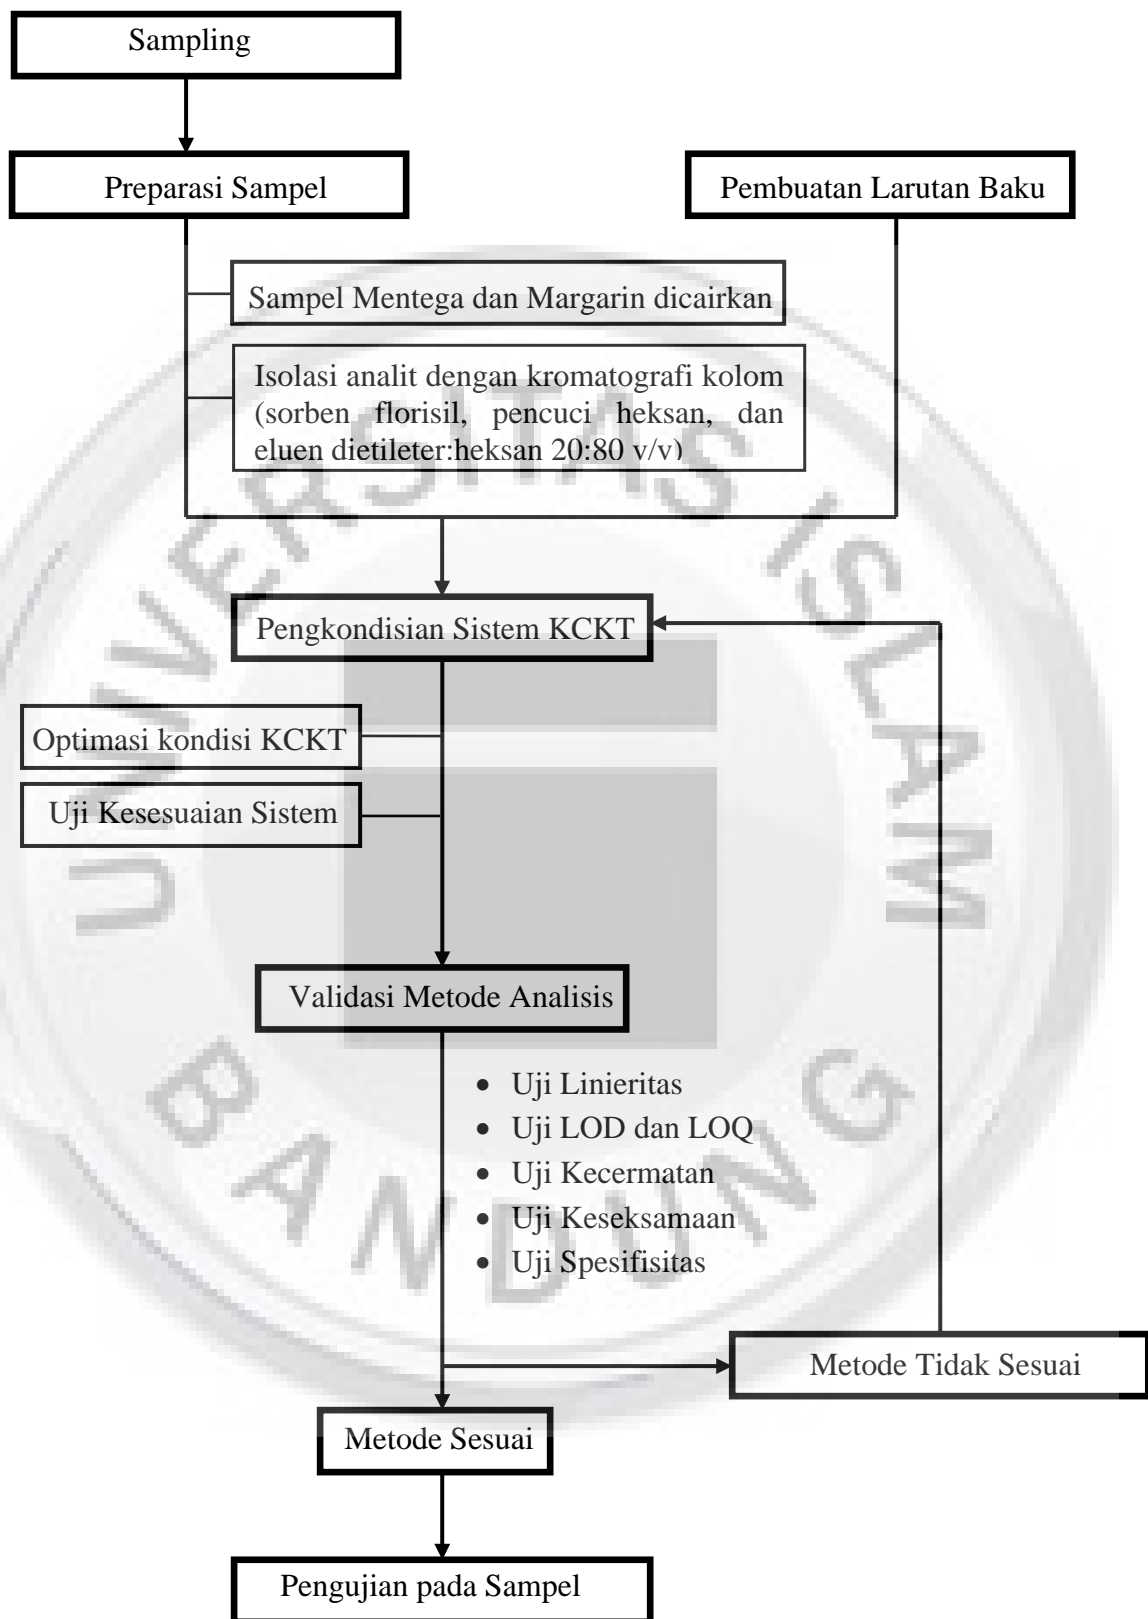 Sampling
Preparasi Sampel
Pembuatan Larutan Baku
Sampel Mentega dan Margarin dicairkan
Isolasi analit dengan kromatografi kolom
(sorben florisil, pencuci heksan, dan
eluen dietileter:heksan 20:80 v/v)
Pengkondisian Sistem KCKT
Optimasi kondisi KCKT
Uji Kesesuaian Sistem
Validasi Metode Analisis
• Uji Linieritas
• Uji LOD dan LOQ
• Uji Kecermatan
• Uji Keseksamaan
• Uji Spesifisitas
Metode Tidak Sesuai
Metode Sesuai
Pengujian pada Sampel
UNIVERSITAS ISLAM
BANDUNG